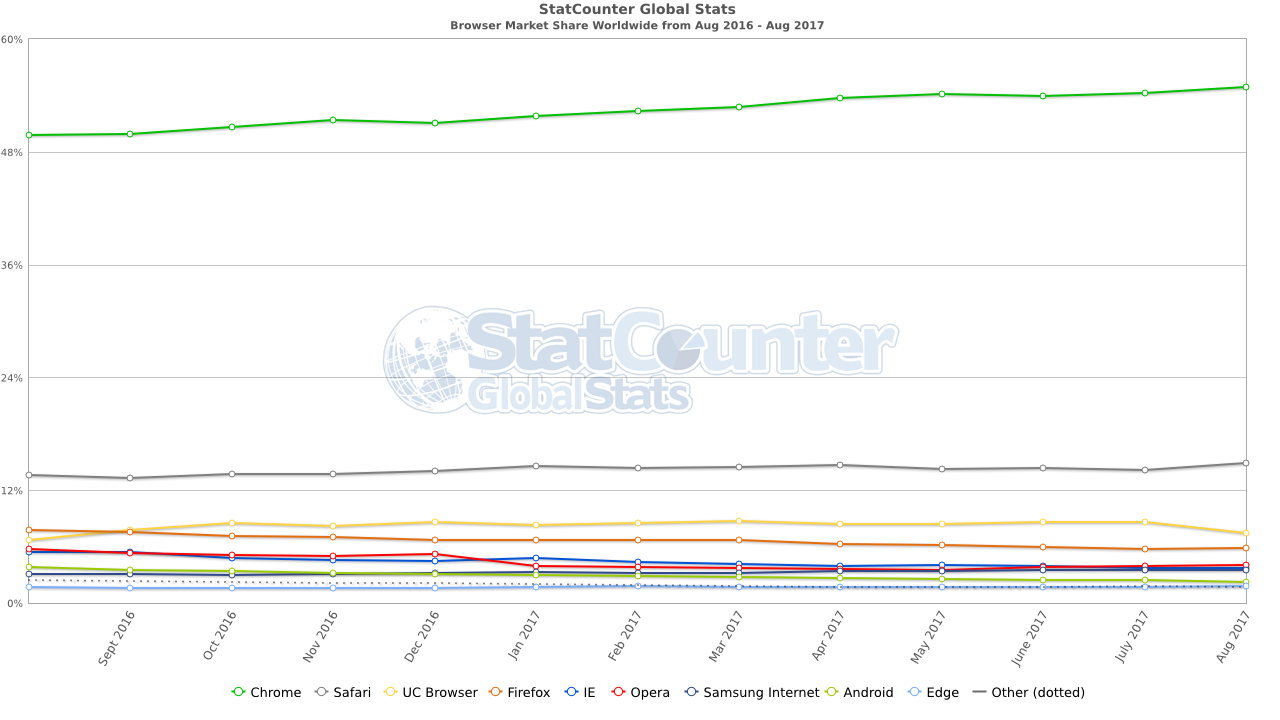 StatCounter Global Stats
Browser Market Share Worldwide from Aug 2016 - Aug 2017
60%
48%
36%
24%
12%
0%
StatCounter
GlobalStats
Sept 2016
Oct 2016
Nov 2016
Dec 2016
Jan 2017
Feb 2017
Mar 2017
Apr 2017
May 2017
June 2017
July 2017
Aug 2017
Chrome Safari UC Browser Firefox IE Opera Samsung Internet Android Edge Other (dotted)